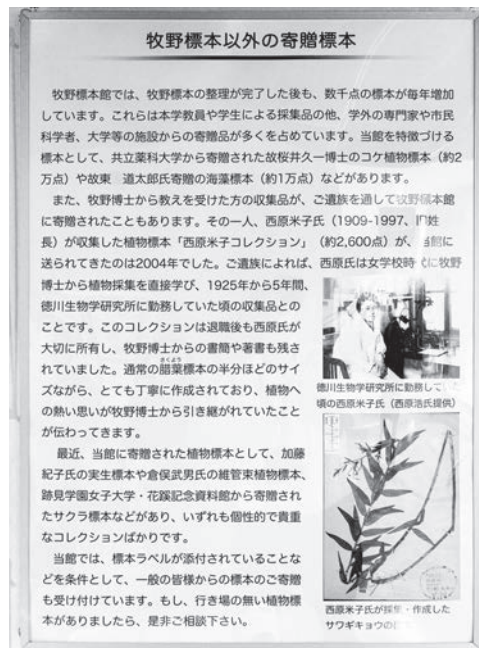 牧野標本以外の寄贈標本
牧野標本館では、牧野標本の整理が完了した後も、数千点の標本が毎年増加
しています。これらは本学教員や学生による採集品の他、学外の専門家や市民
科学者、大学等の施設からの寄贈品が多くを占めています。当館を特徴づける
標本として、共立薬科大学から寄贈された故桜井久一博士のコケ植物標本（約2
万点）や故東　道太郎氏寄贈の海藻標本（約1万点）などがあります。
また、牧野博士から教えを受けた方の収集品が、ご遺族を通して牧野標本館
に寄贈されたこともあります。その一人、西原米子氏（1909-1997、旧姓
長）が収集した植物標本「西原米子コレクション」（約2,600点）が、当館に
送られてきたのは2004年でした。ご遺族によれば、西原氏は女学校時代に牧野
博士から植物採集を直接学び、1925年から5年間、
徳川生物学研究所に勤務していた頃の収集品との
ことです。このコレクションは退職後も西原氏が
大切に所有し、牧野博士からの書簡や著書も残さ
れていました。通常の腊葉標本の半分ほどのサイ
さくよう
ズながら、とても丁寧に作成されており、植物へ
の熱い思いが牧野博士から引き継がれていたこと
が伝わってきます。
最近、当館に寄贈された植物標本として、加藤
紀子氏の実生標本や倉俣武男氏の維管束植物標本、
跡見学園女子大学・花蹊記念資料館から寄贈され
たサクラ標本などがあり、いずれも個性的で貴重
なコレクションばかりです。
当館では、標本ラベルが添付されていることな
どを条件として、一般の皆様からの標本のご寄贈
も受け付けています。もし、行き場の無い植物標
本がありましたら、是非ご相談下さい。
徳川生物学研究所に勤務していた
頃の西原米子氏（西原浩氏提供）
西原米子氏が採集・作成した
サワギキョウの